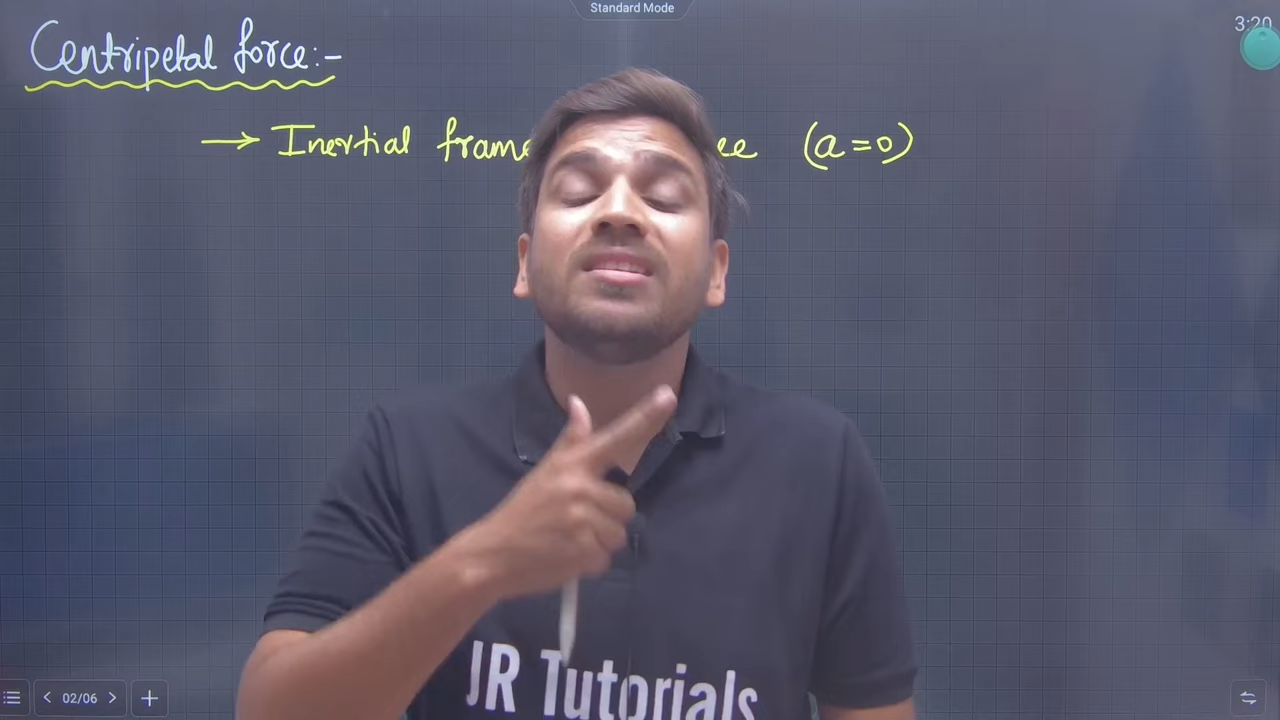 Standard Mode
3:20
Centripetal force:-
→ Inertial frame (a=0)
JR Tutorials
02/06